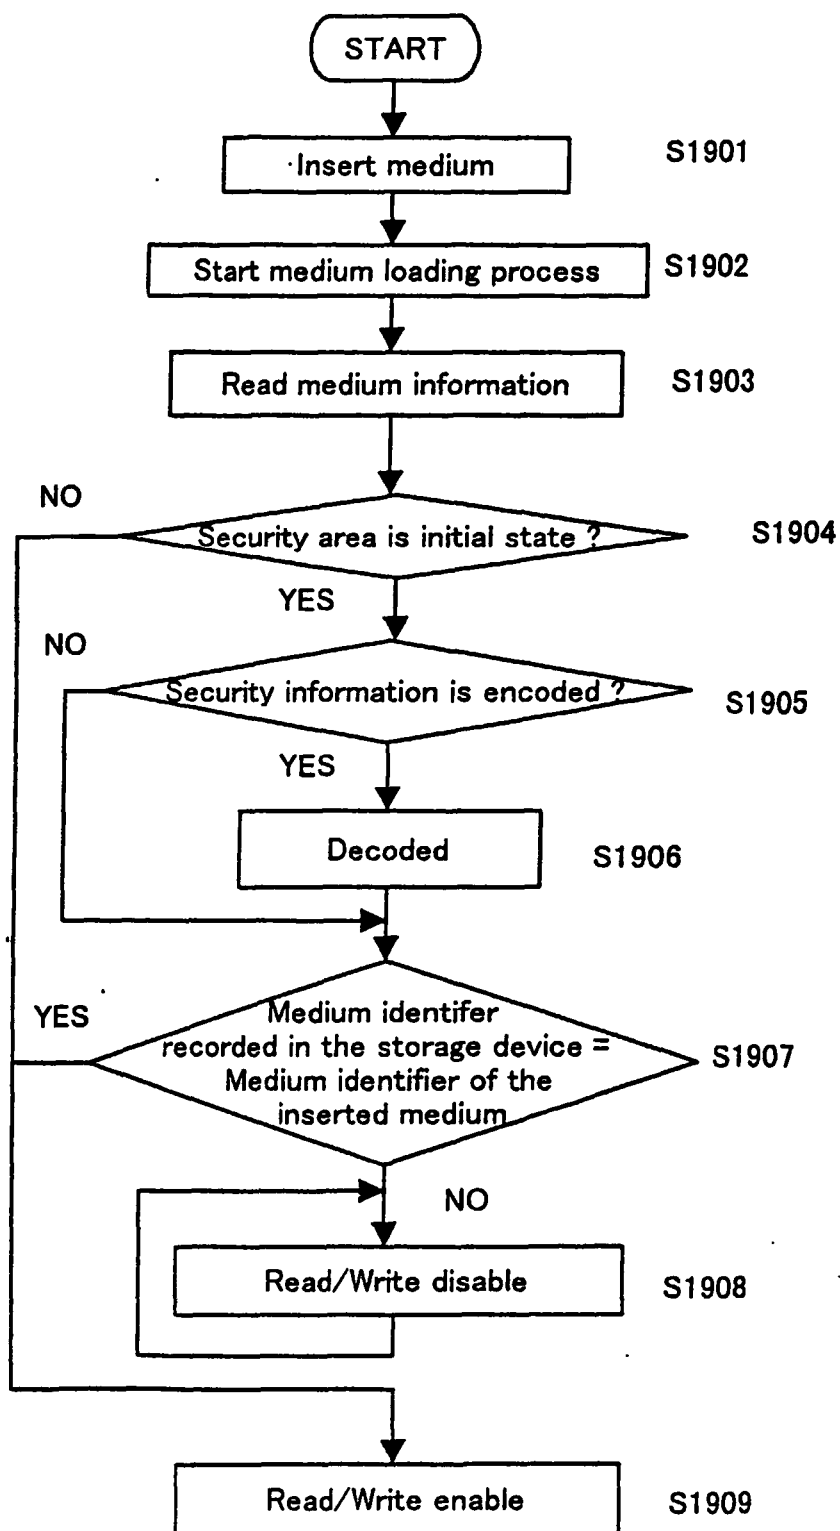 START
Insert medium
S1901
Start medium loading process
S1902
Read medium information
S1903
NO
Security area is initial state ?
S1904
YES
NO
Security information is encoded ?
S1905
YES
Decoded
S1906
YES
Medium identifer
recorded in the storage device =
Medium identifier of the
inserted medium
S1907
NO
Read/Write disable
S1908
Read/Write enable
S1909